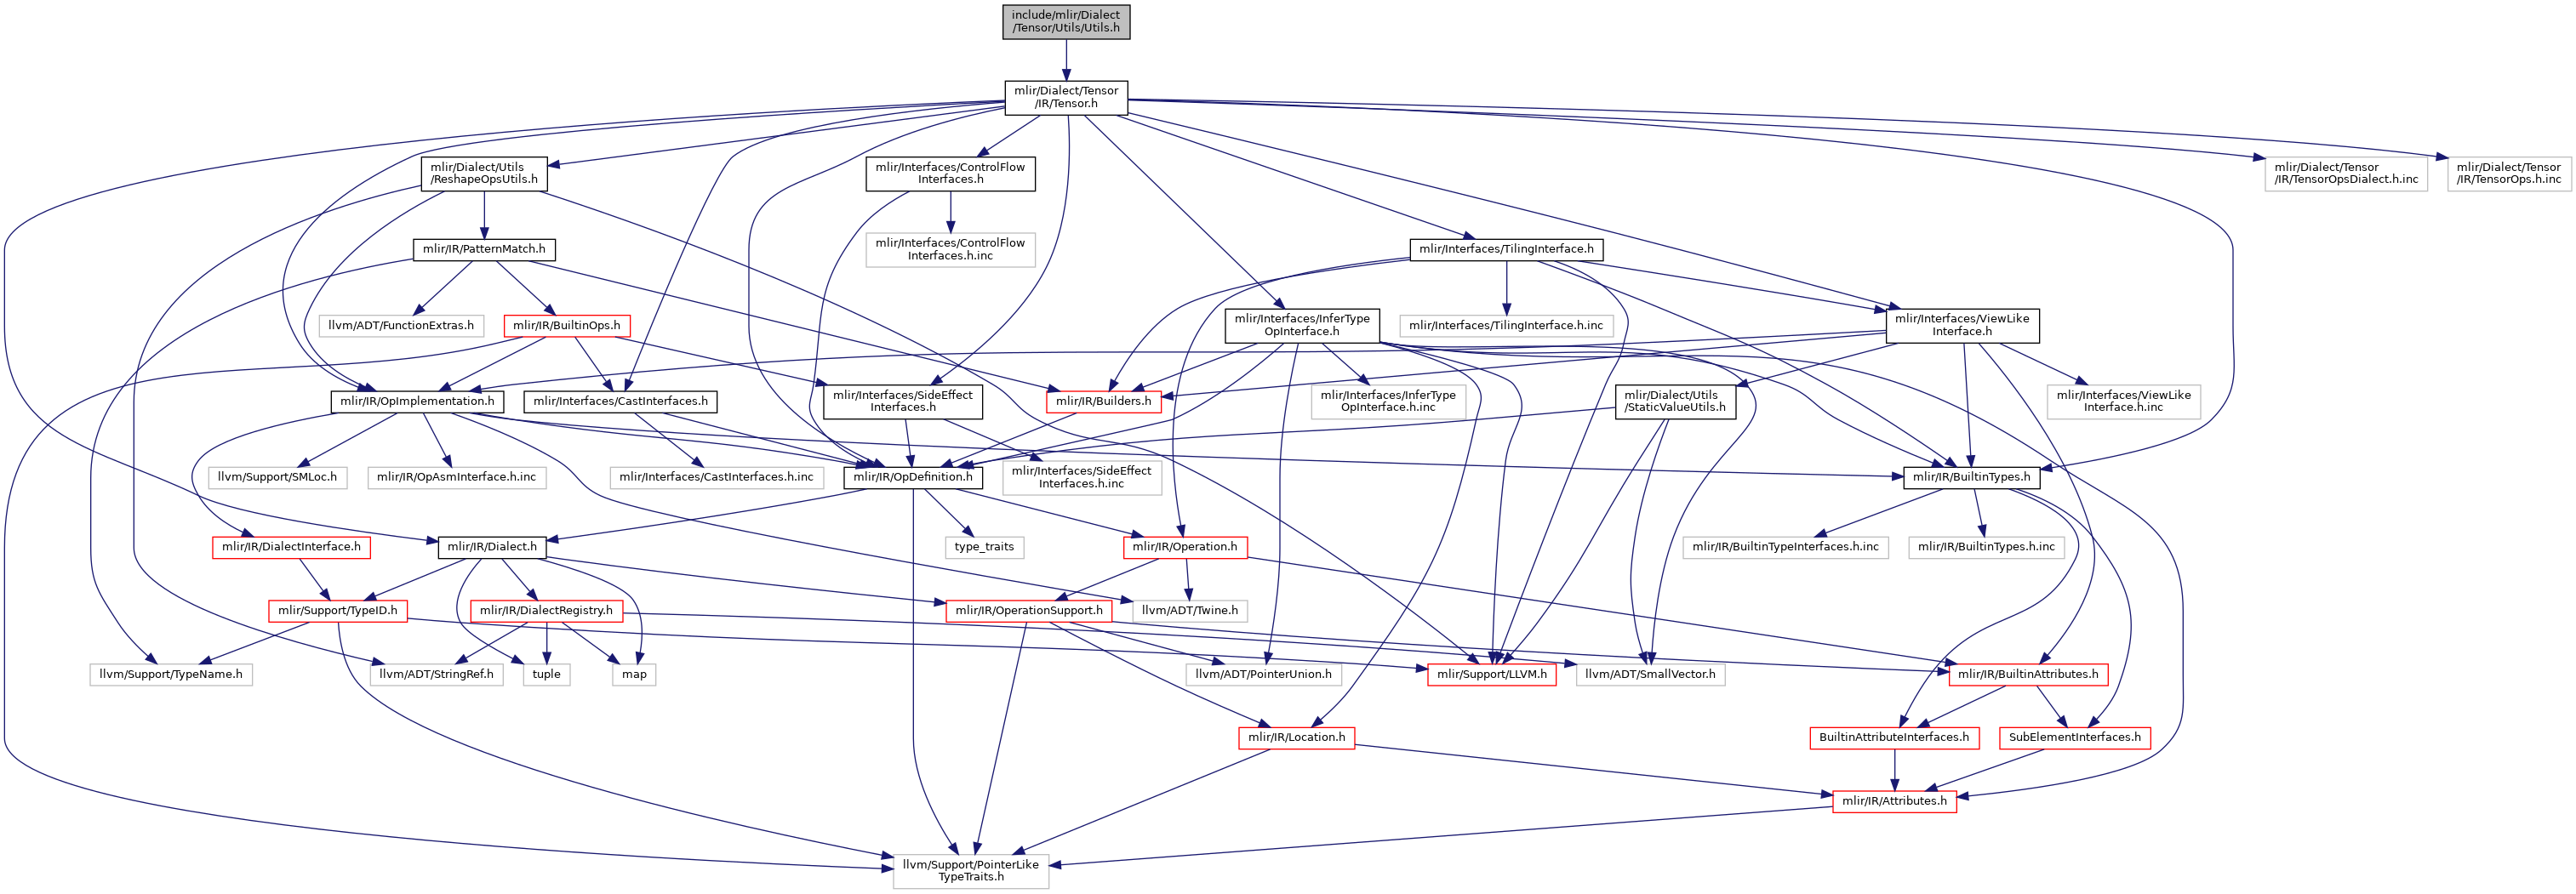 include/mlir/Dialect
/Tensor/Utils/Utils.h
mlir/Dialect/Tensor
/IR/Tensor.h
mlir/Dialect/Utils
/ReshapeOpsUtils.h
mlir/Interfaces/ControlFlow
Interfaces.h
mlir/Dialect/Tensor
/IR/TensorOpsDialect.h.inc
mlir/Dialect/Tensor
/IR/TensorOps.h.inc
mlir/IR/PatternMatch.h
mlir/Interfaces/ControlFlow
Interfaces.h.inc
mlir/Interfaces/TilingInterface.h
llvm/ADT/FunctionExtras.h
mlir/IR/BuiltinOps.h
mlir/Interfaces/InferType
OpInterface.h
mlir/Interfaces/TilingInterface.h.inc
mlir/Interfaces/ViewLike
Interface.h
mlir/IR/OpImplementation.h
mlir/Interfaces/CastInterfaces.h
mlir/Interfaces/SideEffect
Interfaces.h
mlir/IR/Builders.h
mlir/Interfaces/InferType
OpInterface.h.inc
mlir/Dialect/Utils
/StaticValueUtils.h
mlir/Interfaces/ViewLike
Interface.h.inc
llvm/Support/SMLoc.h
mlir/IR/OpAsmInterface.h.inc
mlir/Interfaces/CastInterfaces.h.inc
mlir/IR/OpDefinition.h
mlir/Interfaces/SideEffect
Interfaces.h.inc
mlir/IR/BuiltinTypes.h
mlir/IR/DialectInterface.h
mlir/IR/Dialect.h
type_traits
mlir/IR/Operation.h
mlir/IR/BuiltinTypeInterfaces.h.inc
mlir/IR/BuiltinTypes.h.inc
mlir/Support/TypeID.h
mlir/IR/DialectRegistry.h
mlir/IR/OperationSupport.h
llvm/ADT/Twine.h
llvm/Support/TypeName.h
llvm/ADT/StringRef.h
tuple
map
llvm/ADT/PointerUnion.h
mlir/Support/LLVM.h
llvm/ADT/SmallVector.h
mlir/IR/BuiltinAttributes.h
mlir/IR/Location.h
BuiltinAttributeInterfaces.h
SubElementInterfaces.h
mlir/IR/Attributes.h
llvm/Support/PointerLike
TypeTraits.h